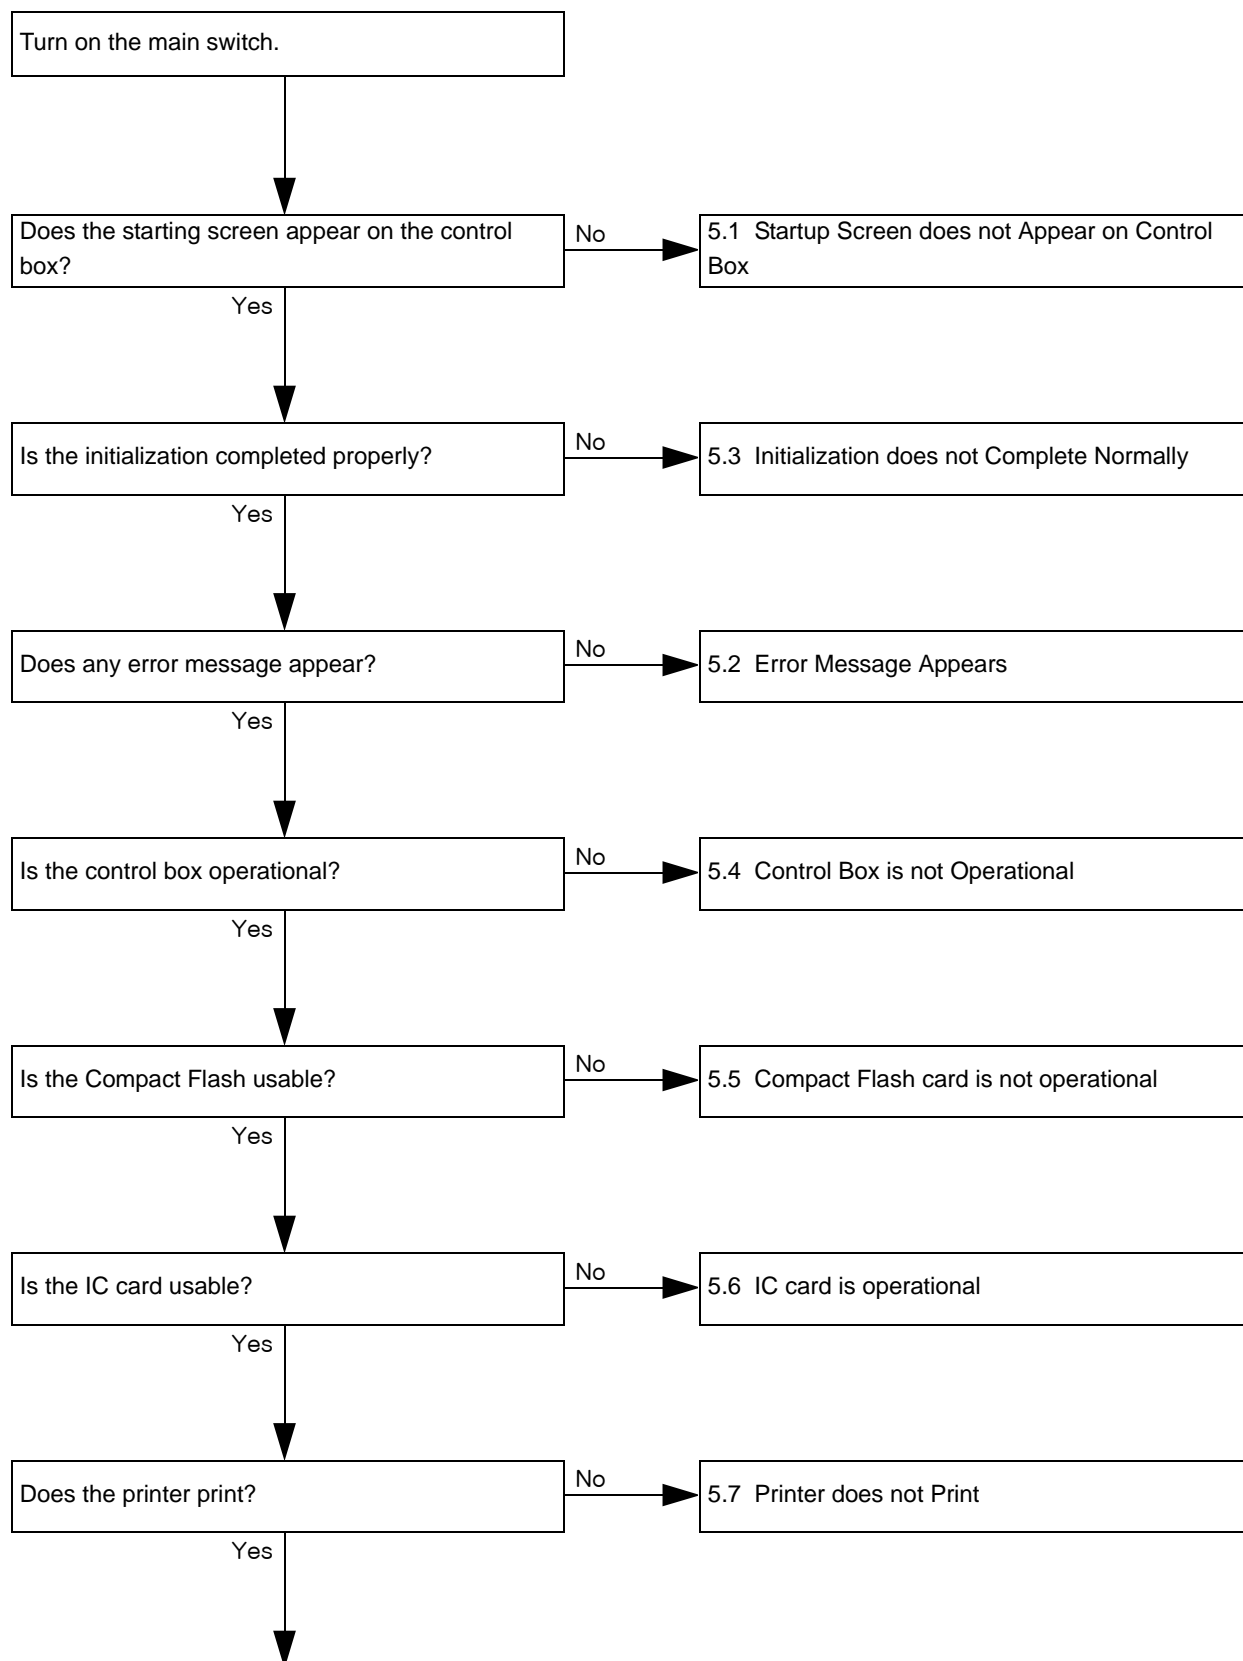 Turn on the main switch.
Does the starting screen appear on the control
box?
No
5.1 Startup Screen does not Appear on Control
Box
Yes
Is the initialization completed properly?
No
5.3 Initialization does not Complete Normally
Yes
Does any error message appear?
No
5.2 Error Message Appears
Yes
Is the control box operational?
No
5.4 Control Box is not Operational
Yes
Is the Compact Flash usable?
No
5.5 Compact Flash card is not operational
Yes
Is the IC card usable?
No
5.6 IC card is operational
Yes
Does the printer print?
No
5.7 Printer does not Print
Yes